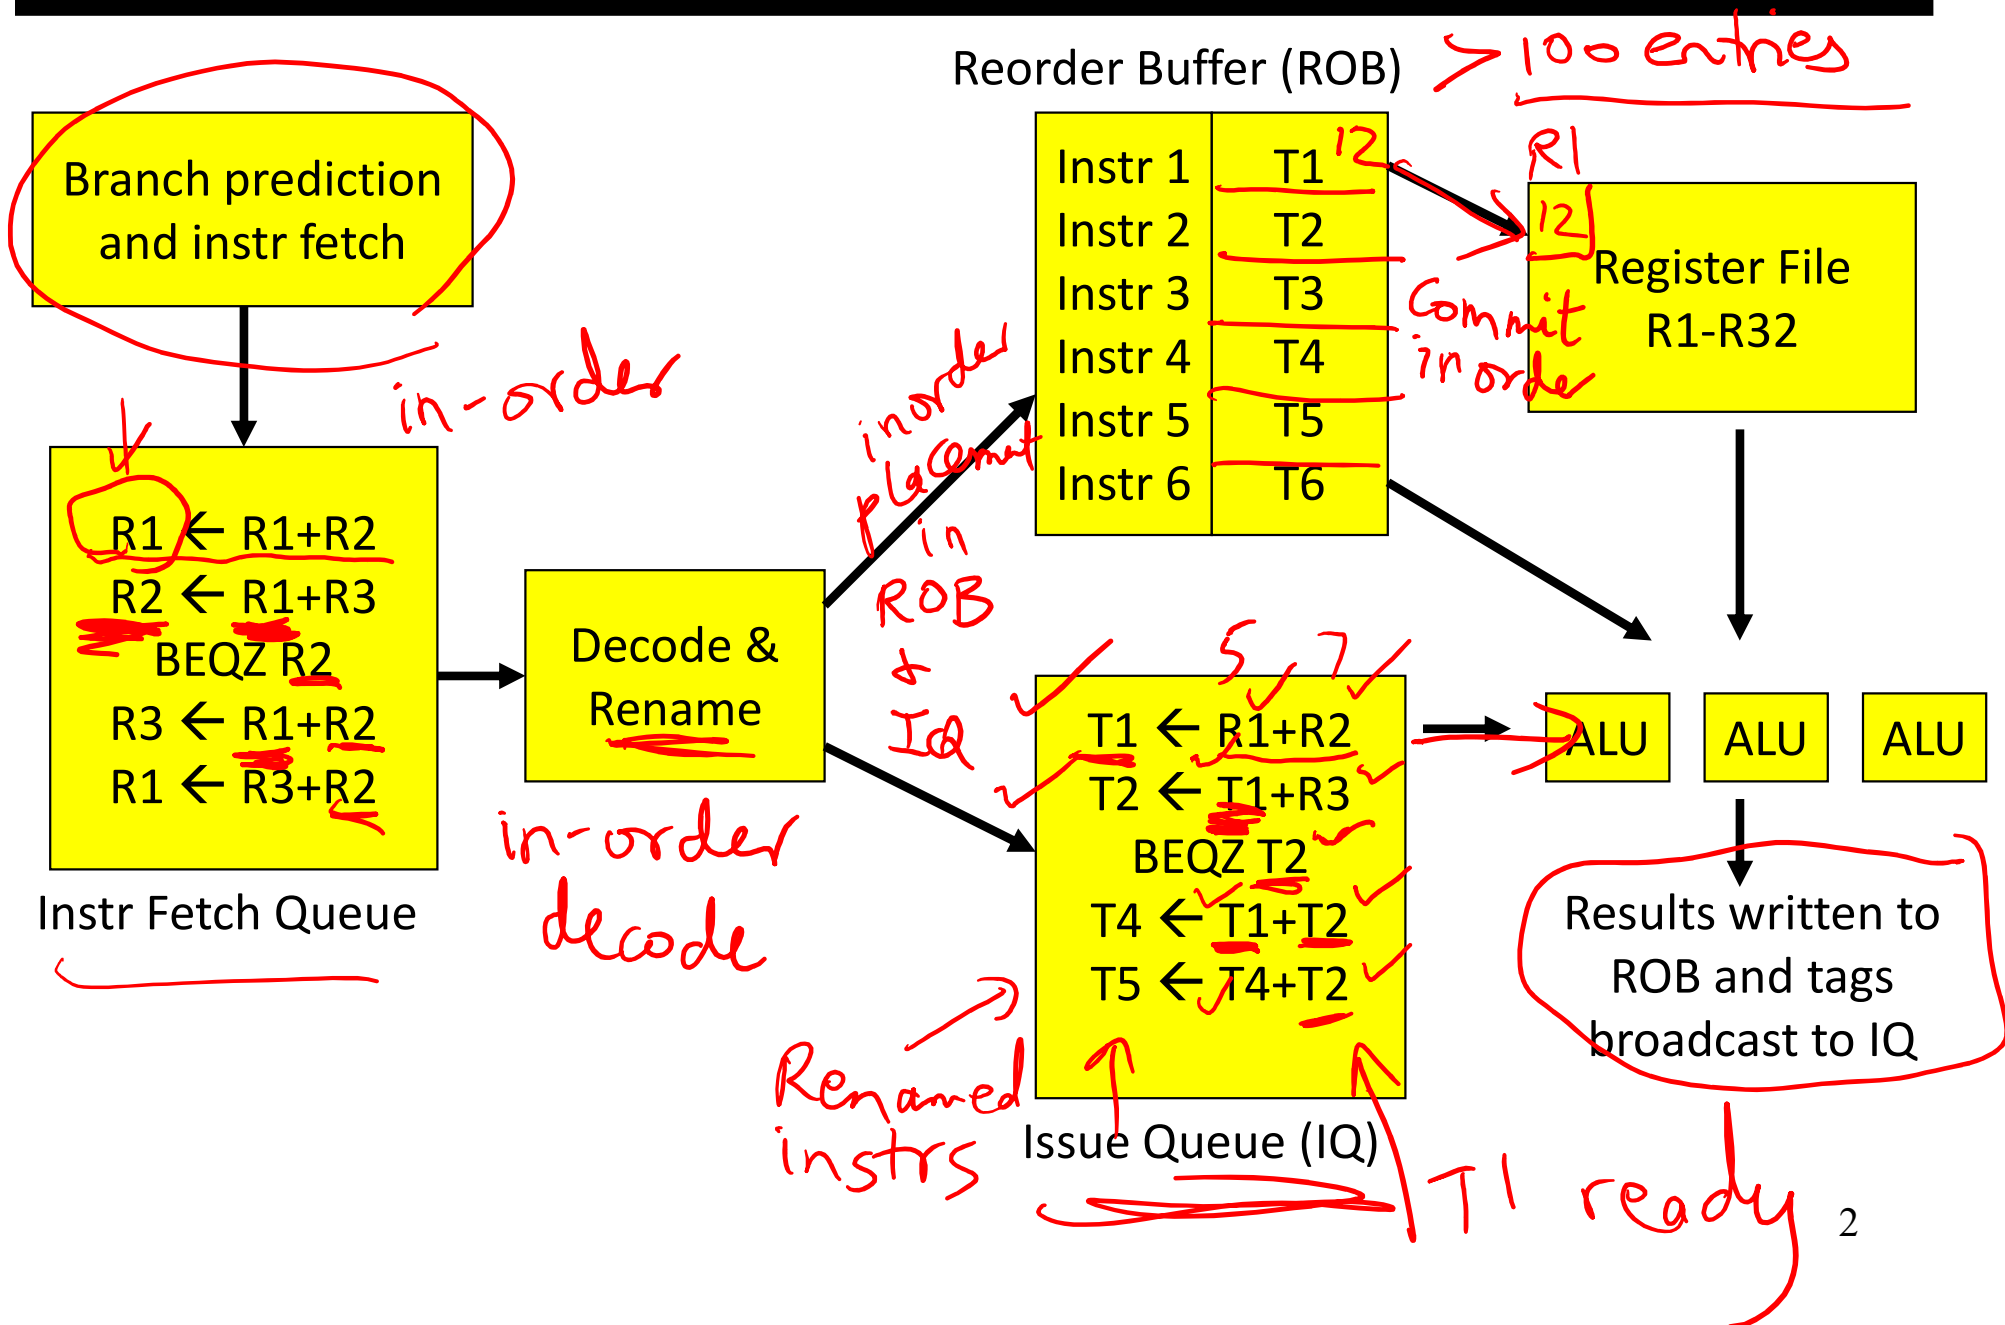 Reorder Buffer (ROB)
> 100 entries
Branch prediction
and instr fetch
in-order
R1 ← R1+R2
R2 ← R1+R3
BEQZ R2
R3 ← R1+R2
R1 ← R3+R2
Instr Fetch Queue
Decode &
Rename
in-order
decode
inorder
placement
in
ROB
&
IQ
Instr 1 T1 12
Instr 2 T2
Instr 3 T3
Instr 4 T4
Instr 5 T5
Instr 6 T6
Commit
in order
R1
12
Register File
R1-R32
5, 7
T1 ← R1+R2
T2 ← T1+R3
BEQZ T2
T4 ← T1+T2
T5 ← T4+T2
Issue Queue (IQ)
Renamed
instrs
T1 ready
ALU ALU ALU
Results written to
ROB and tags
broadcast to IQ
2